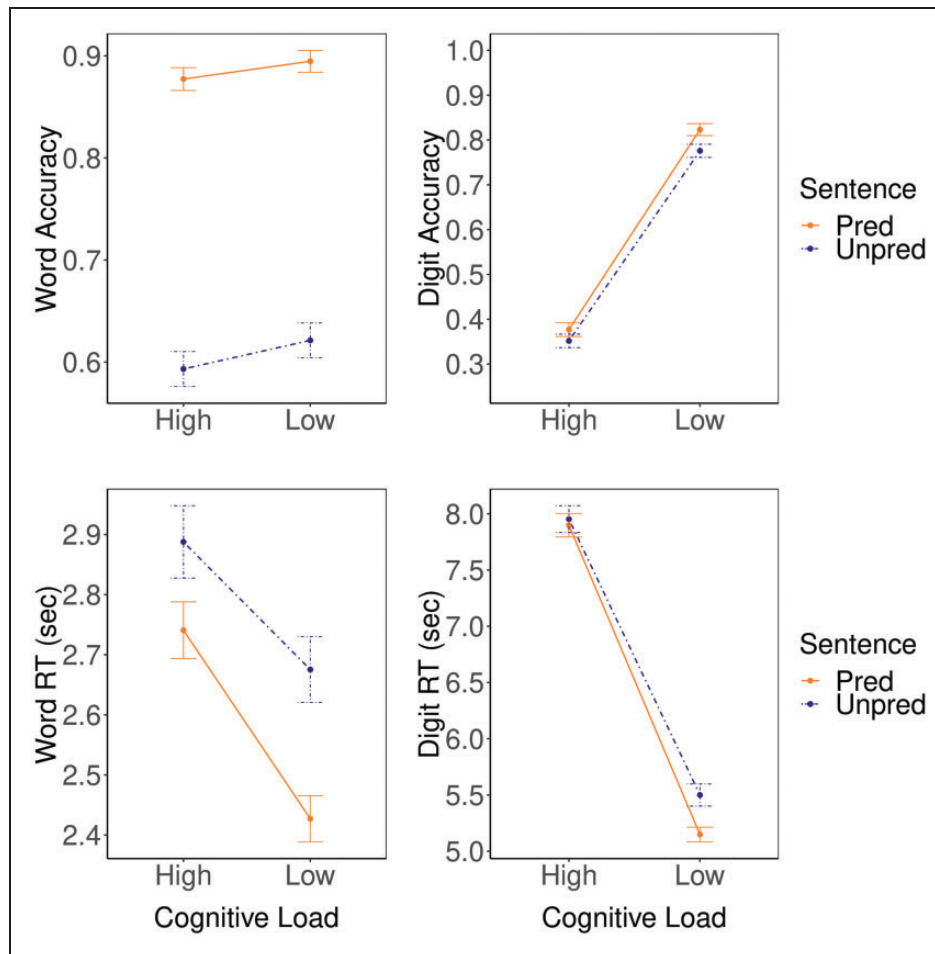 Word Accuracy
0.9
0.8
0.7
0.6
High Low
Digit Accuracy
1.0
0.9
0.8
0.7
0.6
0.5
0.4
0.3
High Low
Sentence
Pred
Unpred
Word RT (sec)
2.9
2.8
2.7
2.6
2.5
2.4
High Low
Cognitive Load
Digit RT (sec)
8.0
7.5
7.0
6.5
6.0
5.5
5.0
High Low
Cognitive Load
Sentence
Pred
Unpred